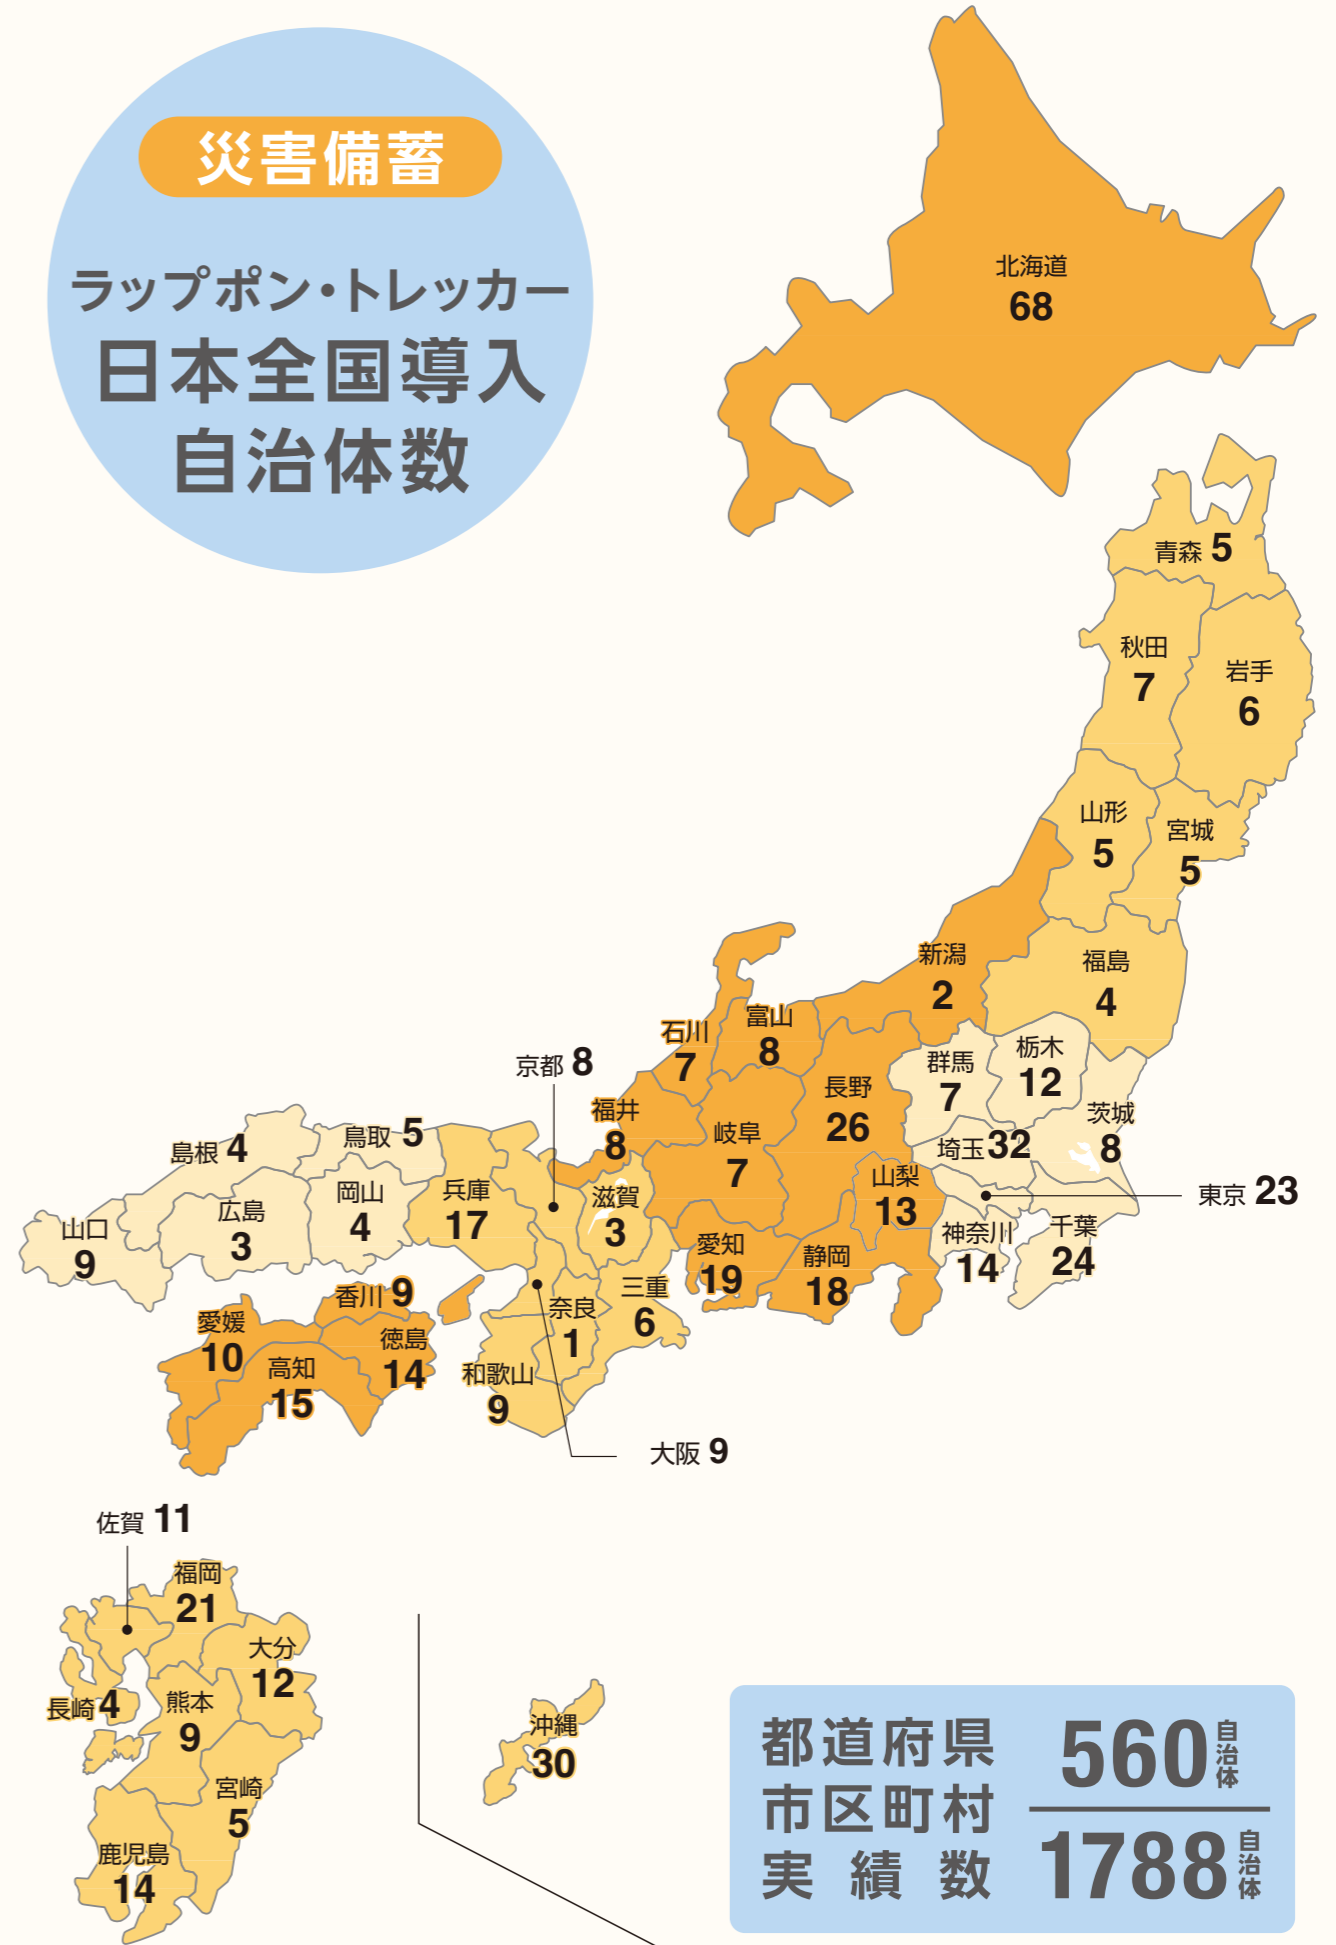 災害備蓄
ラップポン・トレッカー
日本全国導入
自治体数
北海道
68
青森 5
秋田
7
岩手
6
山形
5
宮城
5
福島
4
新潟
2
富山
8
石川
7
福井
8
長野
26
岐阜
7
山梨
13
愛知
19
静岡
18
群馬
7
栃木
12
茨城
8
埼玉 32
東京 23
神奈川
14
千葉
24
京都 8
滋賀
3
兵庫
17
三重
6
奈良
1
和歌山
9
大阪 9
島根 4
鳥取 5
岡山
4
広島
3
山口
9
香川 9
愛媛
10
徳島
14
高知
15
佐賀 11
福岡
21
大分
12
長崎 4
熊本
9
宮崎
5
鹿児島
14
沖縄
30
都道府県
市区町村
実績数
560自治体
1788自治体